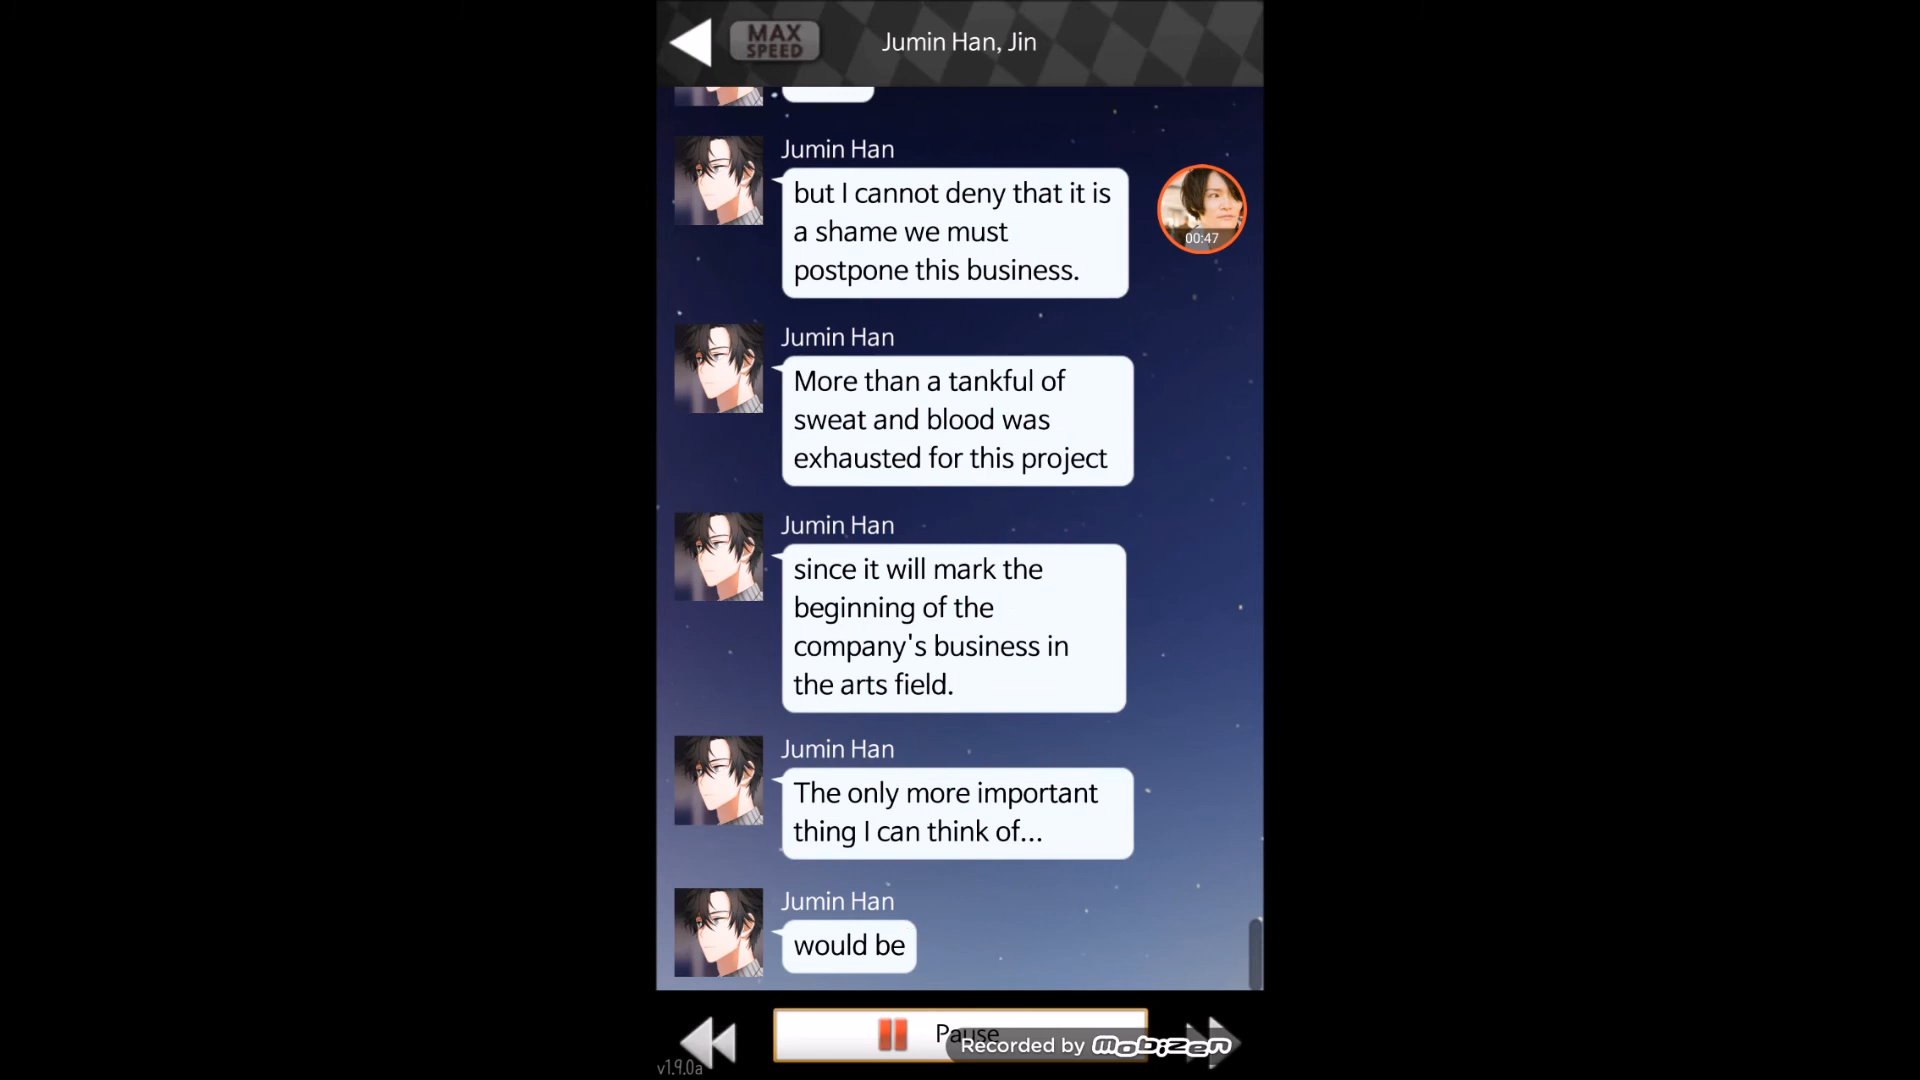 MAX
SPEED
Jumin Han, Jin
Jumin Han
but I cannot deny that it is
a shame we must
postpone this business.
00:47
Jumin Han
More than a tankful of
sweat and blood was
exhausted for this project
Jumin Han
since it will mark the
beginning of the
company's business in
the arts field.
Jumin Han
The only more important
thing I can think of...
Jumin Han
would be
Pause
Recorded by Mobizen
v1.9.0a